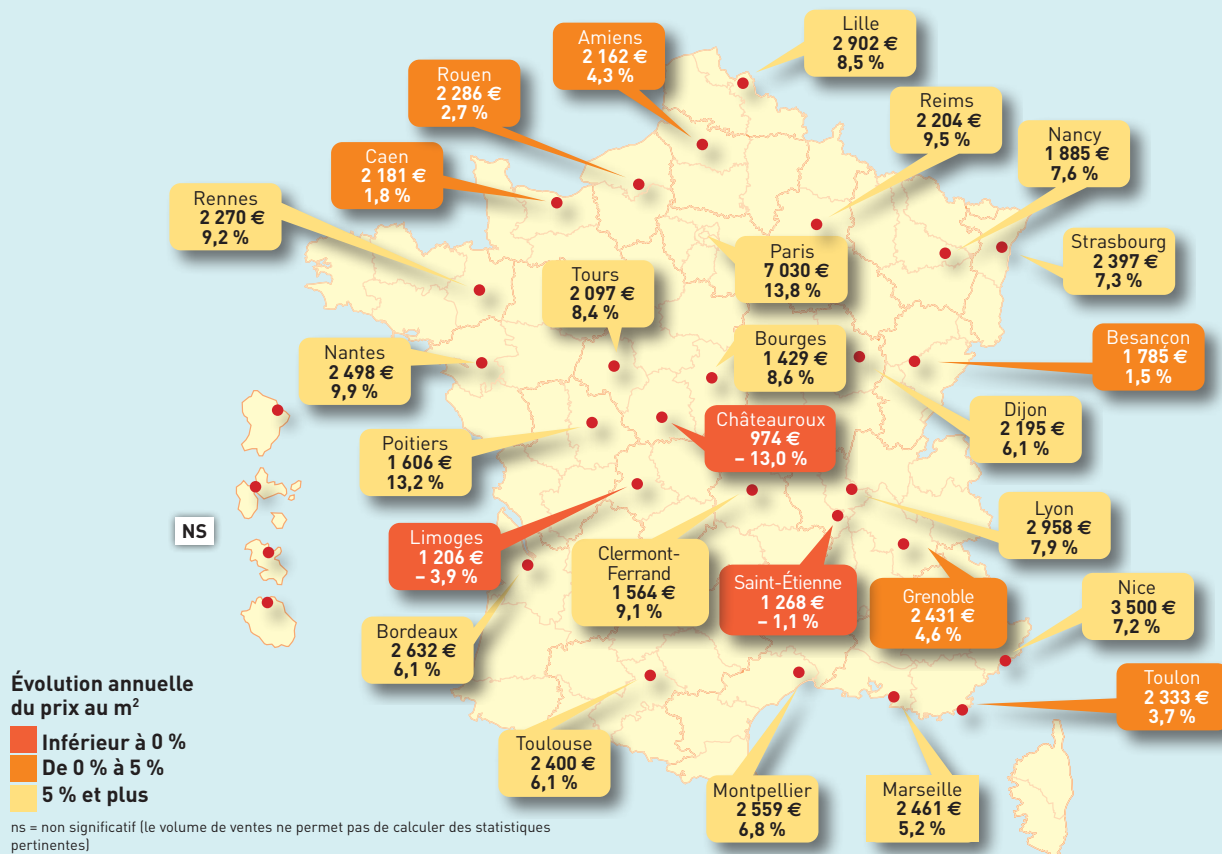 Lille
2 902 €
8,5 %
Amiens
2 162 €
4,3 %
Rouen
2 286 €
2,7 %
Reims
2 204 €
9,5 %
Nancy
1 885 €
7,6 %
Caen
2 181 €
1,8 %
Rennes
2 270 €
9,2 %
Strasbourg
2 397 €
7,3 %
Paris
7 030 €
13,8 %
Tours
2 097 €
8,4 %
Bourges
1 429 €
8,6 %
Besançon
1 785 €
1,5 %
Nantes
2 498 €
9,9 %
Dijon
2 195 €
6,1 %
Châteauroux
974 €
– 13,0 %
Poitiers
1 606 €
13,2 %
NS
Lyon
2 958 €
7,9 %
Limoges
1 206 €
– 3,9 %
Clermont-
Ferrand
1 564 €
9,1 %
Saint-Étienne
1 268 €
– 1,1 %
Grenoble
2 431 €
4,6 %
Nice
3 500 €
7,2 %
Bordeaux
2 632 €
6,1 %
Toulon
2 333 €
3,7 %
Toulouse
2 400 €
6,1 %
Montpellier
2 559 €
6,8 %
Marseille
2 461 €
5,2 %
Évolution annuelle
du prix au m²
Inférieur à 0 %
De 0 % à 5 %
5 % et plus
ns = non significatif (le volume de ventes ne permet pas de calculer des statistiques
pertinentes)